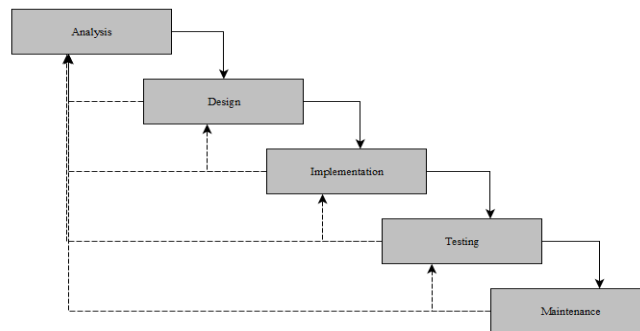 Analysis
Design
Implementation
Testing
Maintenance